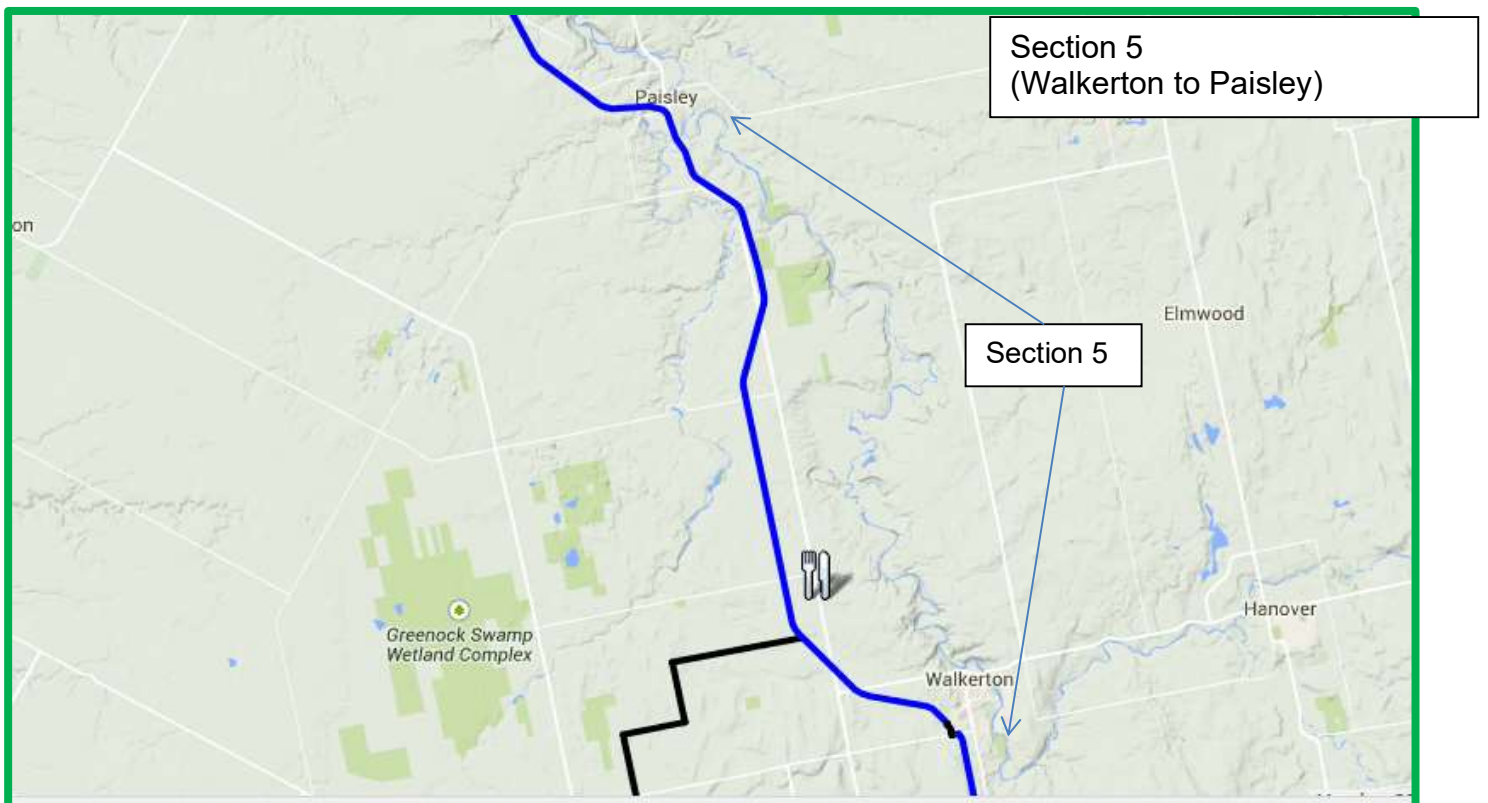 Section 5
(Walkerton to Paisley)
Paisley
on
Elmwood
Section 5
Hanover
Greenock Swamp
Wetland Complex
Walkerton